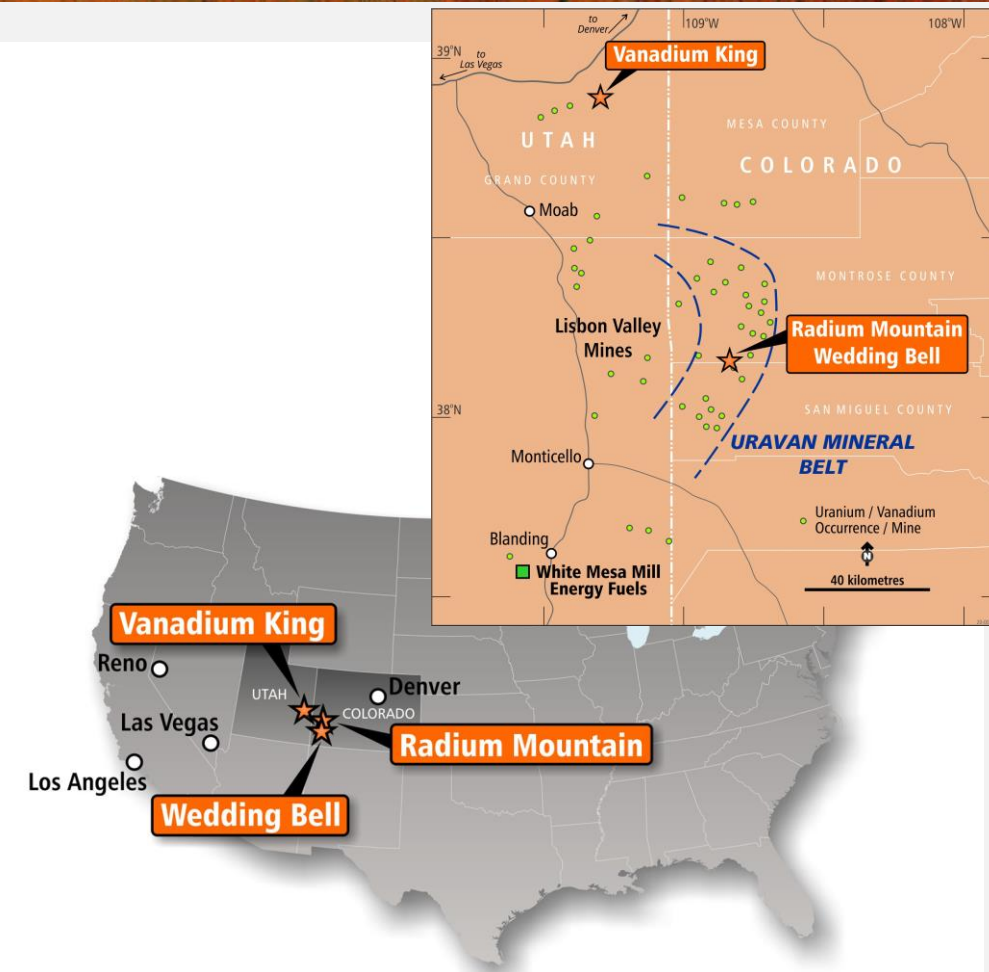 to
Denver
109°W
108°W
39°N
to
Las Vegas
Vanadium King
MESA COUNTY
UTAH
COLORADO
GRAND COUNTY
Moab
MONTROSE COUNTY
Lisbon Valley
Mines
Radium Mountain
Wedding Bell
38°N
SAN MIGUEL COUNTY
URAVAN MINERAL
BELT
Monticello
Uranium / Vanadium
Occurrence / Mine
Blanding
N
White Mesa Mill
Energy Fuels
40 kilometres
Vanadium King
Reno
UTAH
Denver
COLORADO
Las Vegas
Radium Mountain
Los Angeles
Wedding Bell